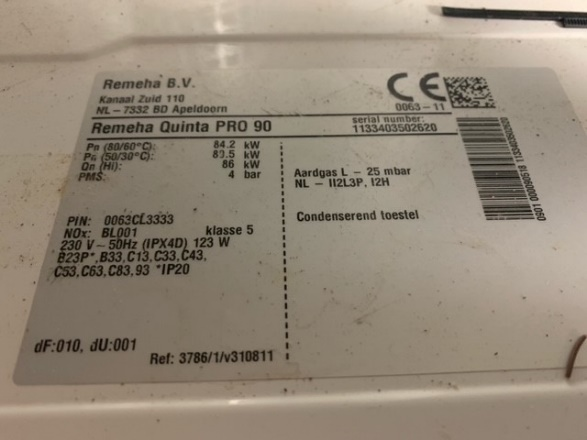 Remeha B.V.
Kanaal Zuid 110
NL – 7332 BD Apeldoorn
0063-11
Remeha Quinta PRO 90
serial number:
1133403502620
Pn (80/60°C): 84.2 kW
Pn (50/30°C): 89.5 kW
Qn (Hi): 86 kW
PMS: 4 bar
Aardgas L – 25 mbar
NL – II2L3P, I2H
Condenserend toestel
PIN: 0063CL3333
NOx: BL001 klasse 5
230 V ~ 50Hz (IPX4D) 123 W
B23P*,B33,C13,C33,C43,
C53,C63,C83,93 *IP20
dF:010, dU:001
Ref: 3786/1/v310811